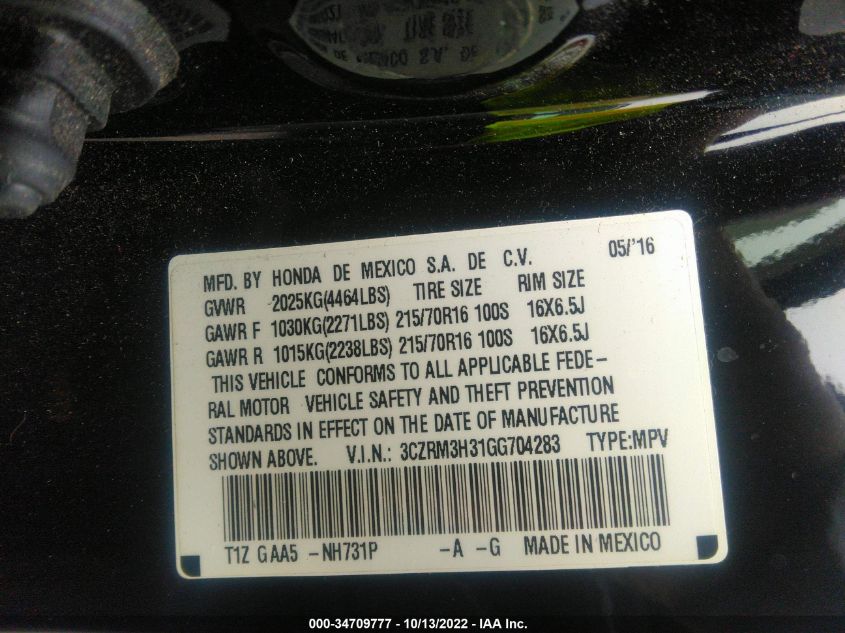 MFD. BY HONDA DE MEXICO S.A. DE C.V. 05/'16
GVWR 2025KG(4464LBS) TIRE SIZE RIM SIZE
GAWR F 1030KG(2271LBS) 215/70R16 100S 16X6.5J
GAWR R 1015KG(2238LBS) 215/70R16 100S 16X6.5J
THIS VEHICLE CONFORMS TO ALL APPLICABLE FEDE-
RAL MOTOR VEHICLE SAFETY AND THEFT PREVENTION
STANDARDS IN EFFECT ON THE DATE OF MANUFACTURE
SHOWN ABOVE. V.I.N.: 3CZRM3H31GG704283 TYPE:MPV
T1Z GAA5 -NH731P -A -G MADE IN MEXICO
000-34709777 - 10/13/2022 - IAA Inc.